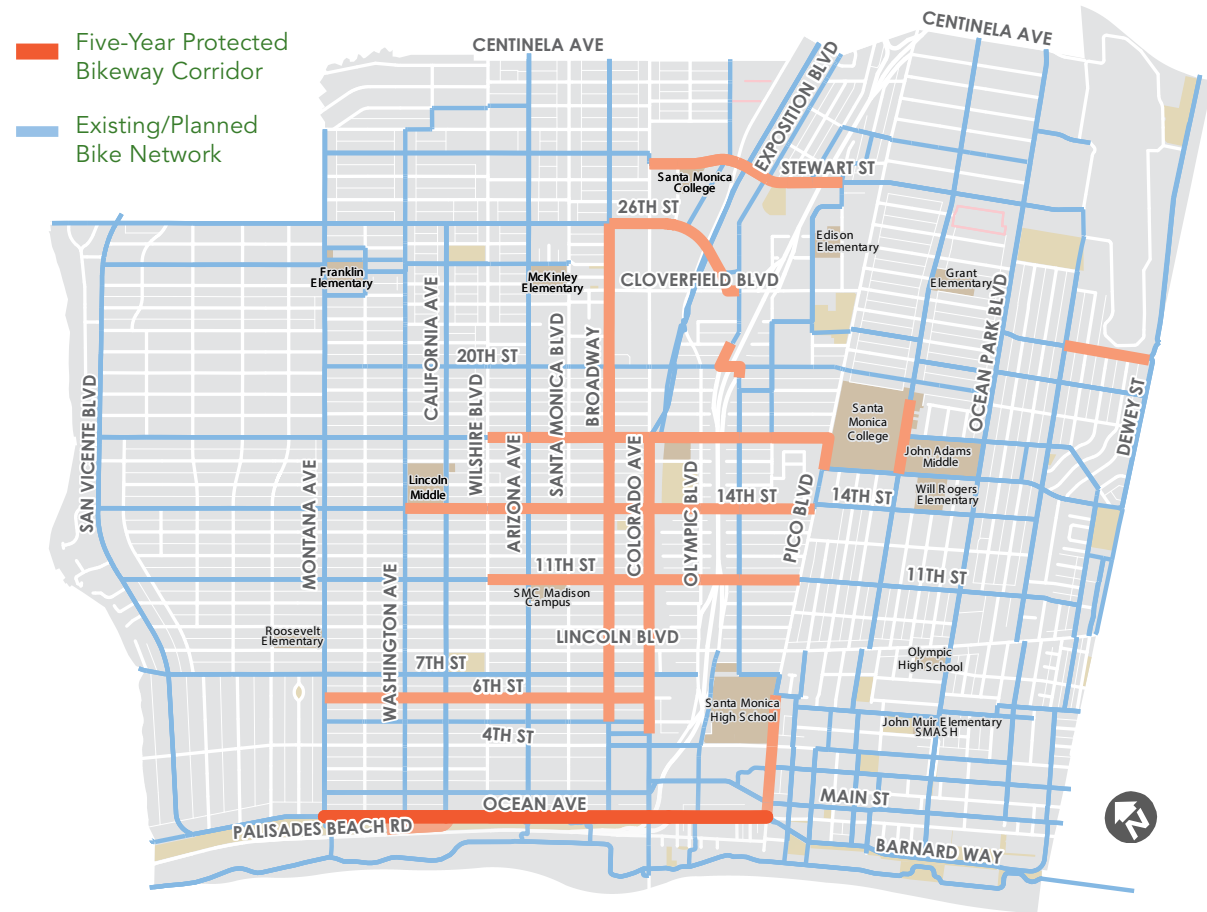 Five-Year Protected
Bikeway Corridor
Existing/Planned
Bike Network
CENTINELA AVE
CENTINELA AVE
EXPOSITION BLVD
STEWART ST
Santa Monica
College
26TH ST
Edison
Elementary
Franklin
Elementary
McKinley
Elementary
CLOVERFIELD BLVD
Grant
Elementary
CALIFORNIA AVE
OCEAN PARK BLVD
20TH ST
SANTA MONICA BLVD
BROADWAY
SAN VICENTE BLVD
WILSHIRE BLVD
DEWEY ST
Santa
Monica
College
John Adams
Middle
MONTANA AVE
Lincoln
Middle
ARIZONA AVE
COLORADO AVE
OLYMPIC BLVD
14TH ST
PICO BLVD
14TH ST
Will Rogers
Elementary
11TH ST
11TH ST
SMC Madison
Campus
WASHINGTON AVE
Roosevelt
Elementary
LINCOLN BLVD
Olympic
High School
7TH ST
6TH ST
Santa Monica
High School
John Muir Elementary
SMASH
4TH ST
OCEAN AVE
MAIN ST
PALISADES BEACH RD
BARNARD WAY
N